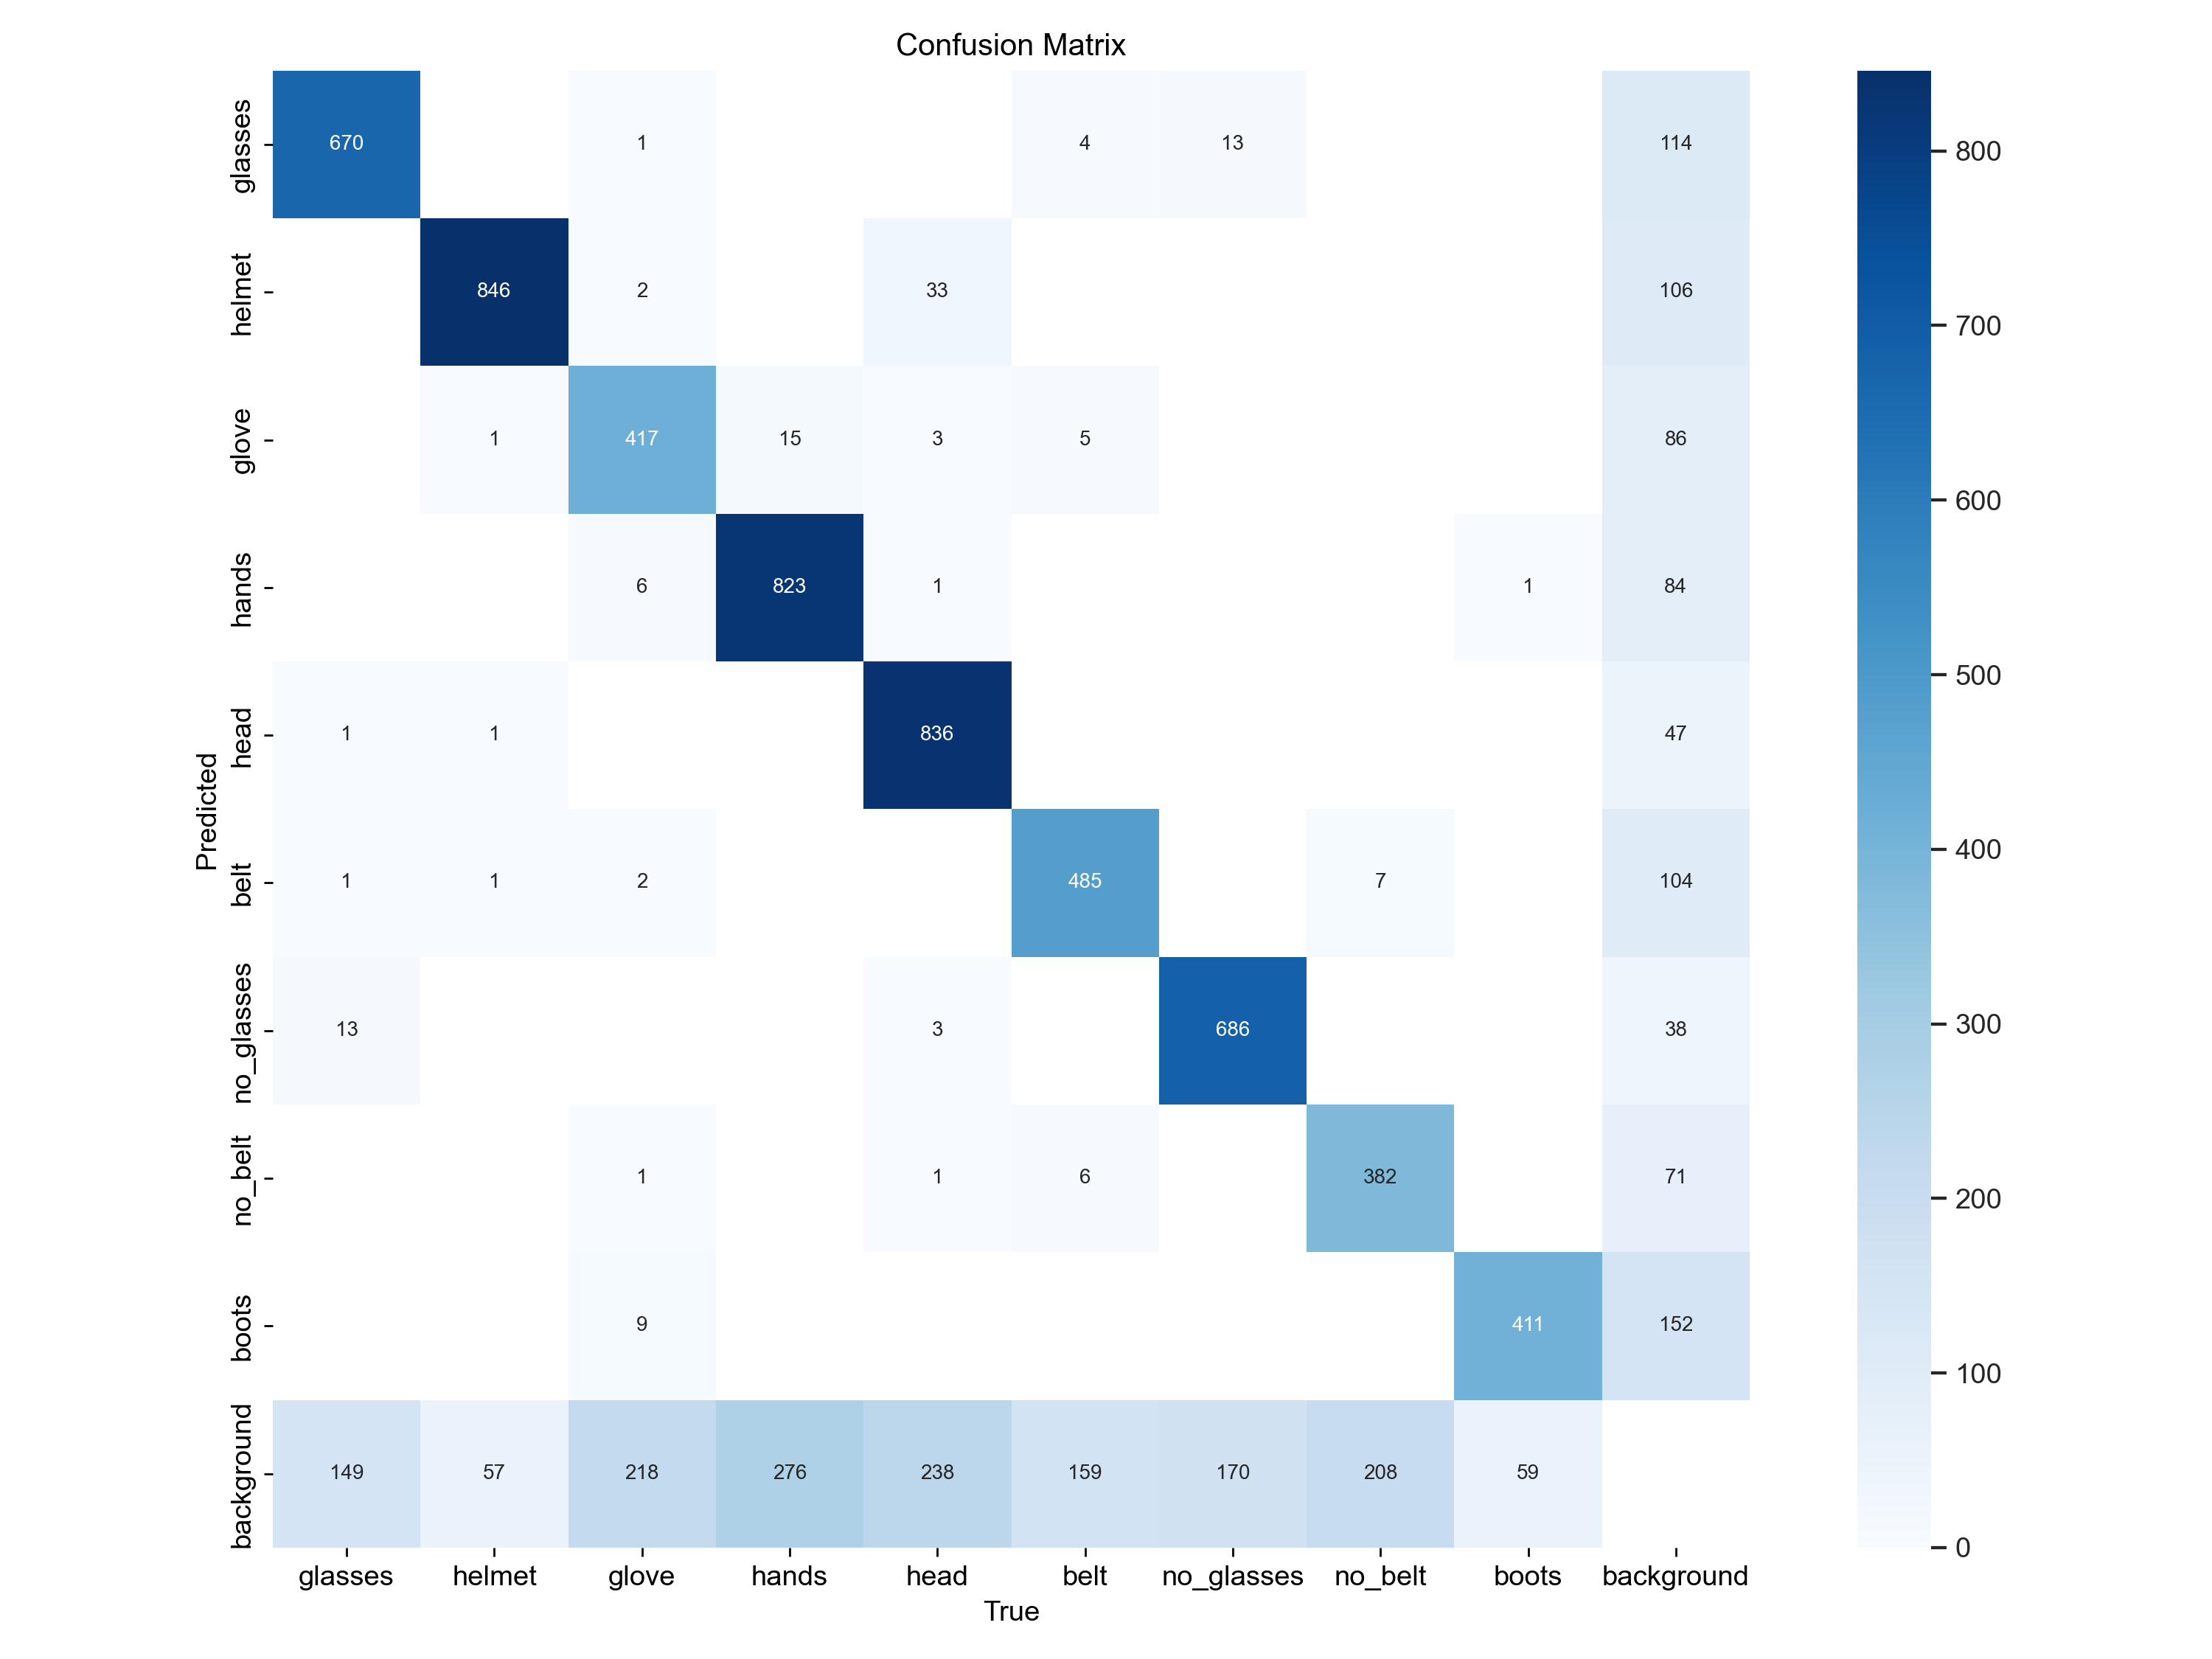 Confusion Matrix
glasses 670 1 4 13 114
helmet 846 2 33 106
glove 1 417 15 3 5 86
hands 6 823 1 1 84
head 1 1 836 47
belt 1 1 2 485 7 104
no_glasses 13 3 686 38
no_belt 1 1 6 382 71
boots 9 411 152
background 149 57 218 276 238 159 170 208 59
glasses helmet glove hands head belt no_glasses no_belt boots background
True
Predicted
800
700
600
500
400
300
200
100
0